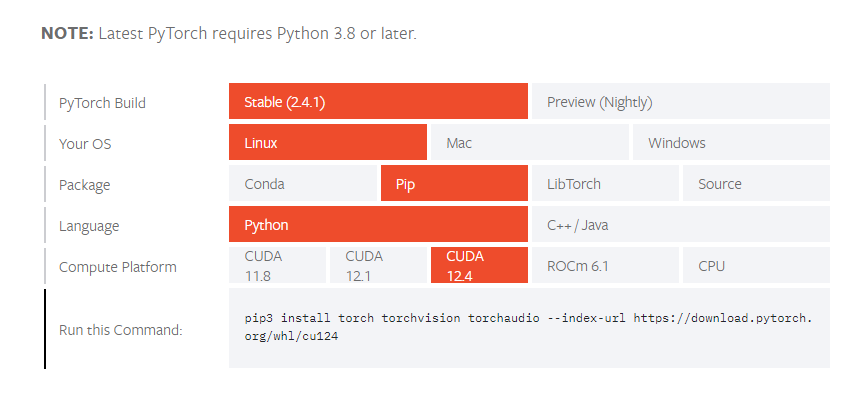 NOTE: Latest PyTorch requires Python 3.8 or later.
PyTorch Build
Stable (2.4.1)
Preview (Nightly)
Your OS
Linux
Mac
Windows
Package
Conda
Pip
LibTorch
Source
Language
Python
C++ / Java
Compute Platform
CUDA
11.8
CUDA
12.1
CUDA
12.4
ROCm 6.1
CPU
Run this Command:
pip3 install torch torchvision torchaudio --index-url https://download.pytorch.
org/whl/cu124